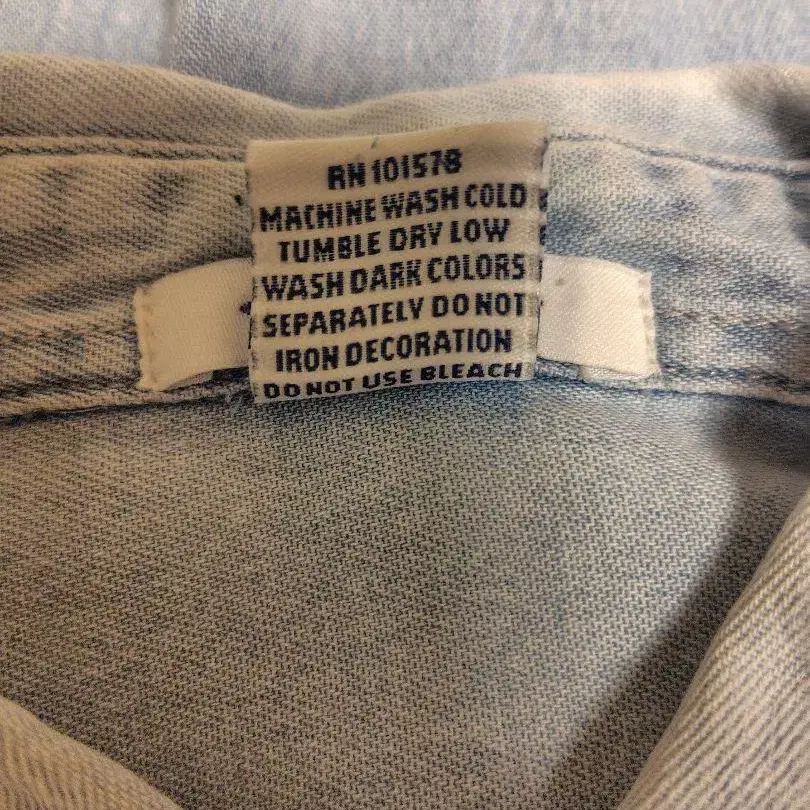 RN 101578
MACHINE WASH COLD
TUMBLE DRY LOW
WASH DARK COLORS
SEPARATELY DO NOT
IRON DECORATION
DO NOT USE BLEACH